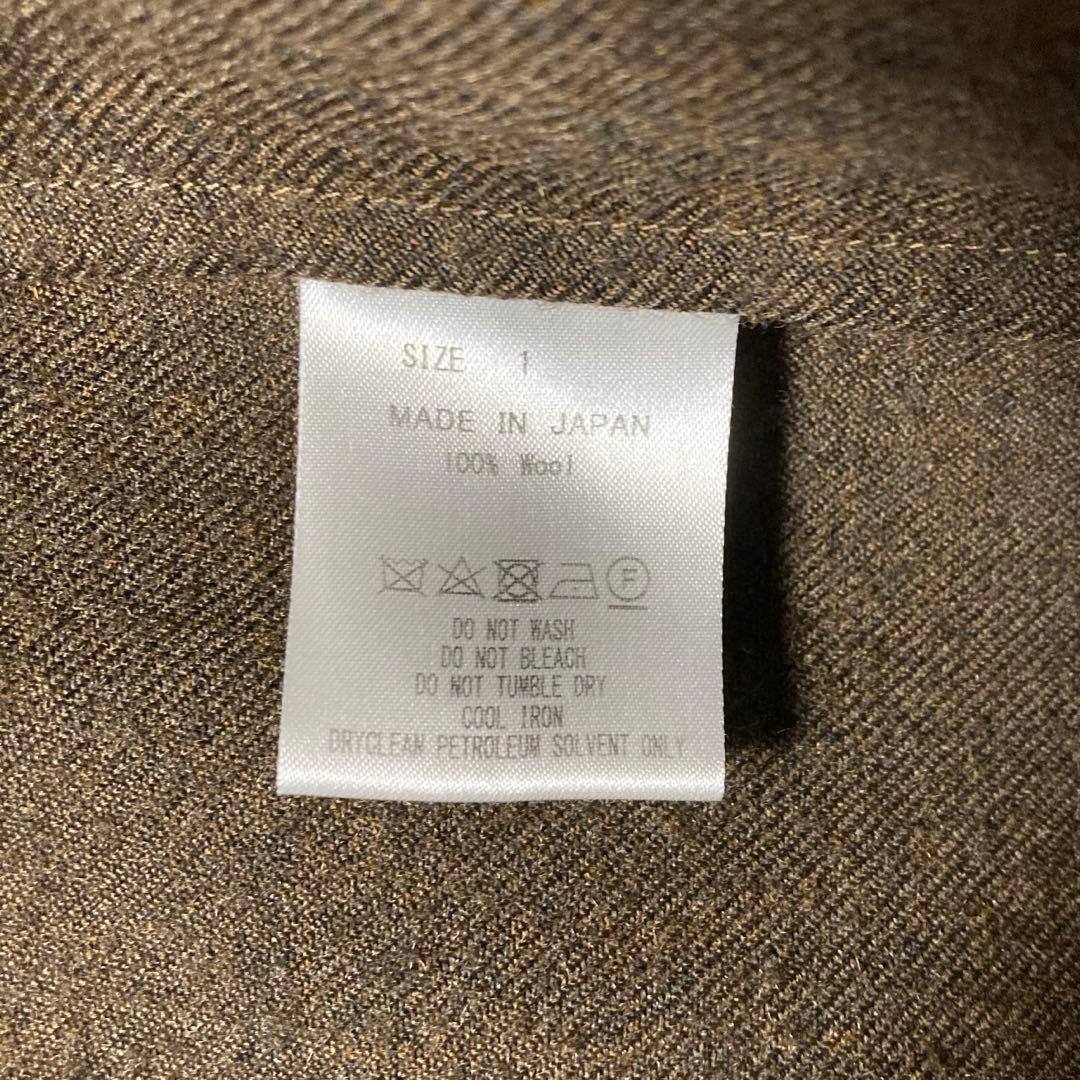 SIZE 1
MADE IN JAPAN
100% Wool
F
DO NOT WASH
DO NOT BLEACH
DO NOT TUMBLE DRY
COOL IRON
DRYCLEAN PETROLEUM SOLVENT ONLY